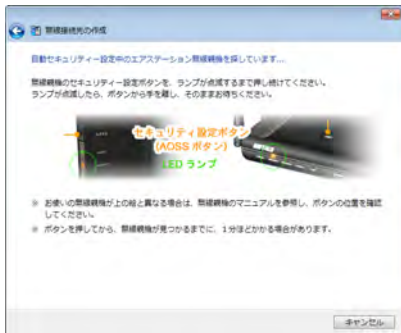 無線接続先の作成
自動セキュリティー設定中のエアステーション無線親機を探しています...
無線親機のセキュリティー設定ボタンを、ランプが点滅するまで押し続けてください。
ランプが点滅したら、ボタンから手を離し、そのままお待ちください。
セキュリティ設定ボタン
(AOSS ボタン)
LED ランプ
お使いの無線親機が上の絵と異なる場合は、無線親機のマニュアルを参照し、ボタンの位置を確認
してください。
ボタンを押してから、無線親機が見つかるまでに、1分ほどかかる場合があります。
キャンセル